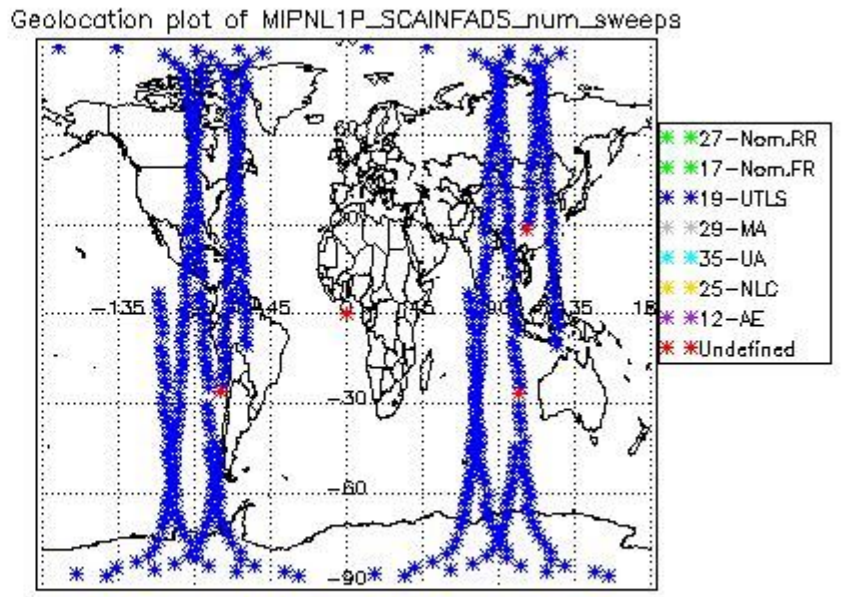 Geolocation plot of MIPNL1P_SCAINFADS_num_sweeps
60
-135
45
-30
-60
-90
27-Nom.RR
17-Nom.FR
19-UTLS
29-MA
35-UA
25-NLC
12-AE
Undefined